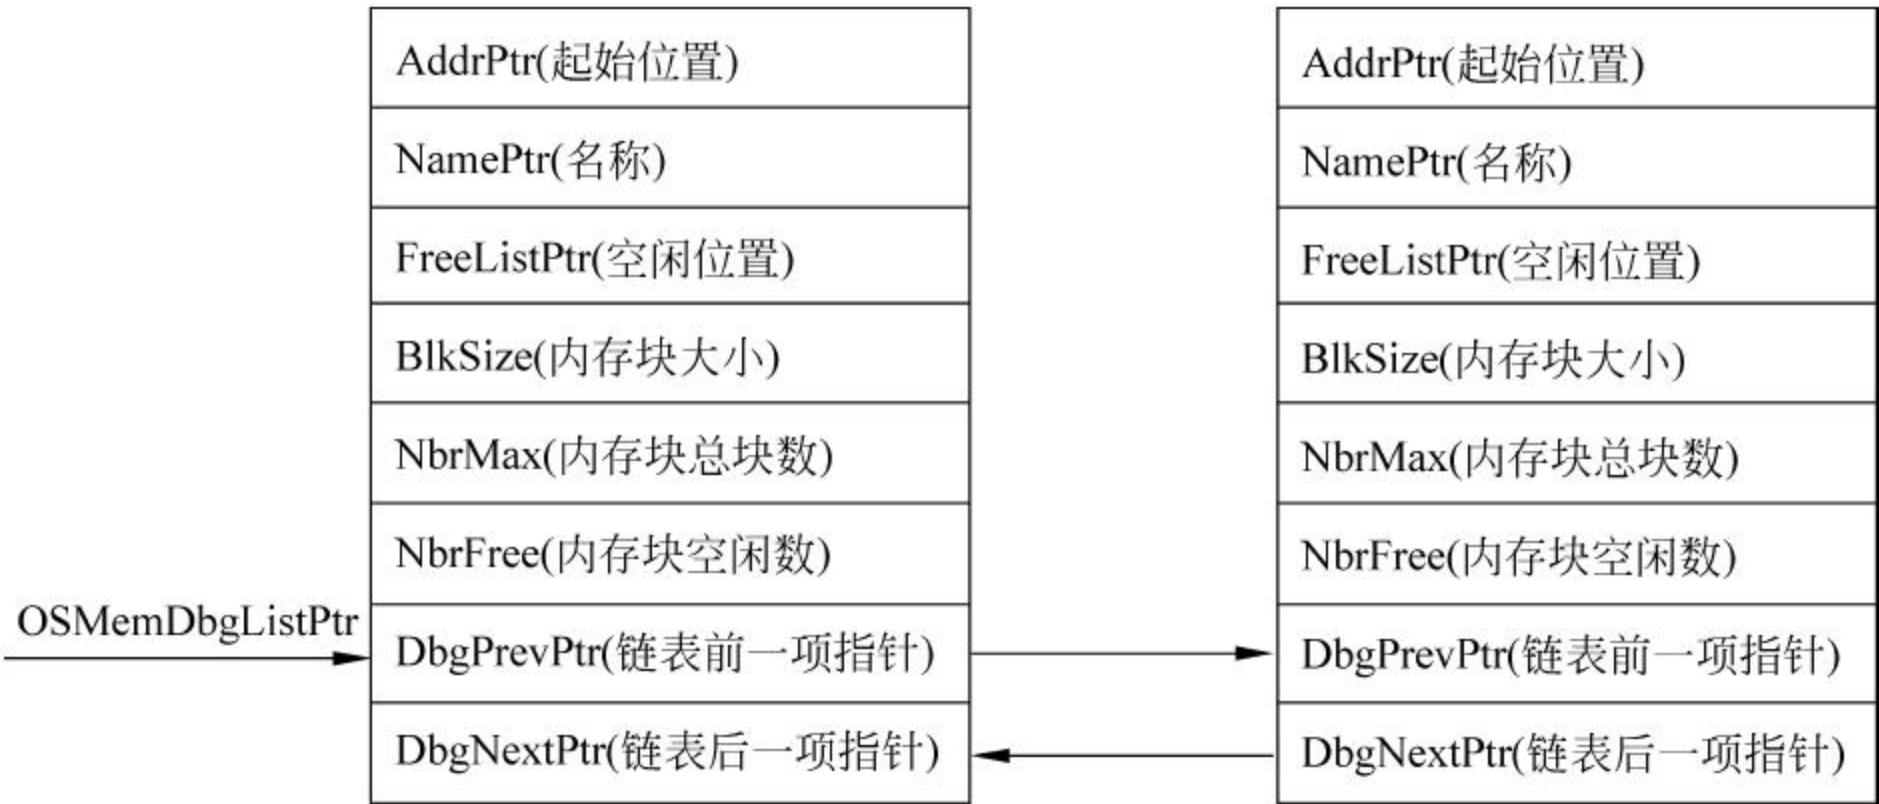 OSMemDbgListPtr
AddrPtr(起始位置)
NamePtr(名称)
FreeListPtr(空闲位置)
BlkSize(内存块大小)
NbrMax(内存块总块数)
NbrFree(内存块空闲数)
DbgPrevPtr(链表前一项指针)
DbgNextPtr(链表后一项指针)
AddrPtr(起始位置)
NamePtr(名称)
FreeListPtr(空闲位置)
BlkSize(内存块大小)
NbrMax(内存块总块数)
NbrFree(内存块空闲数)
DbgPrevPtr(链表前一项指针)
DbgNextPtr(链表后一项指针)